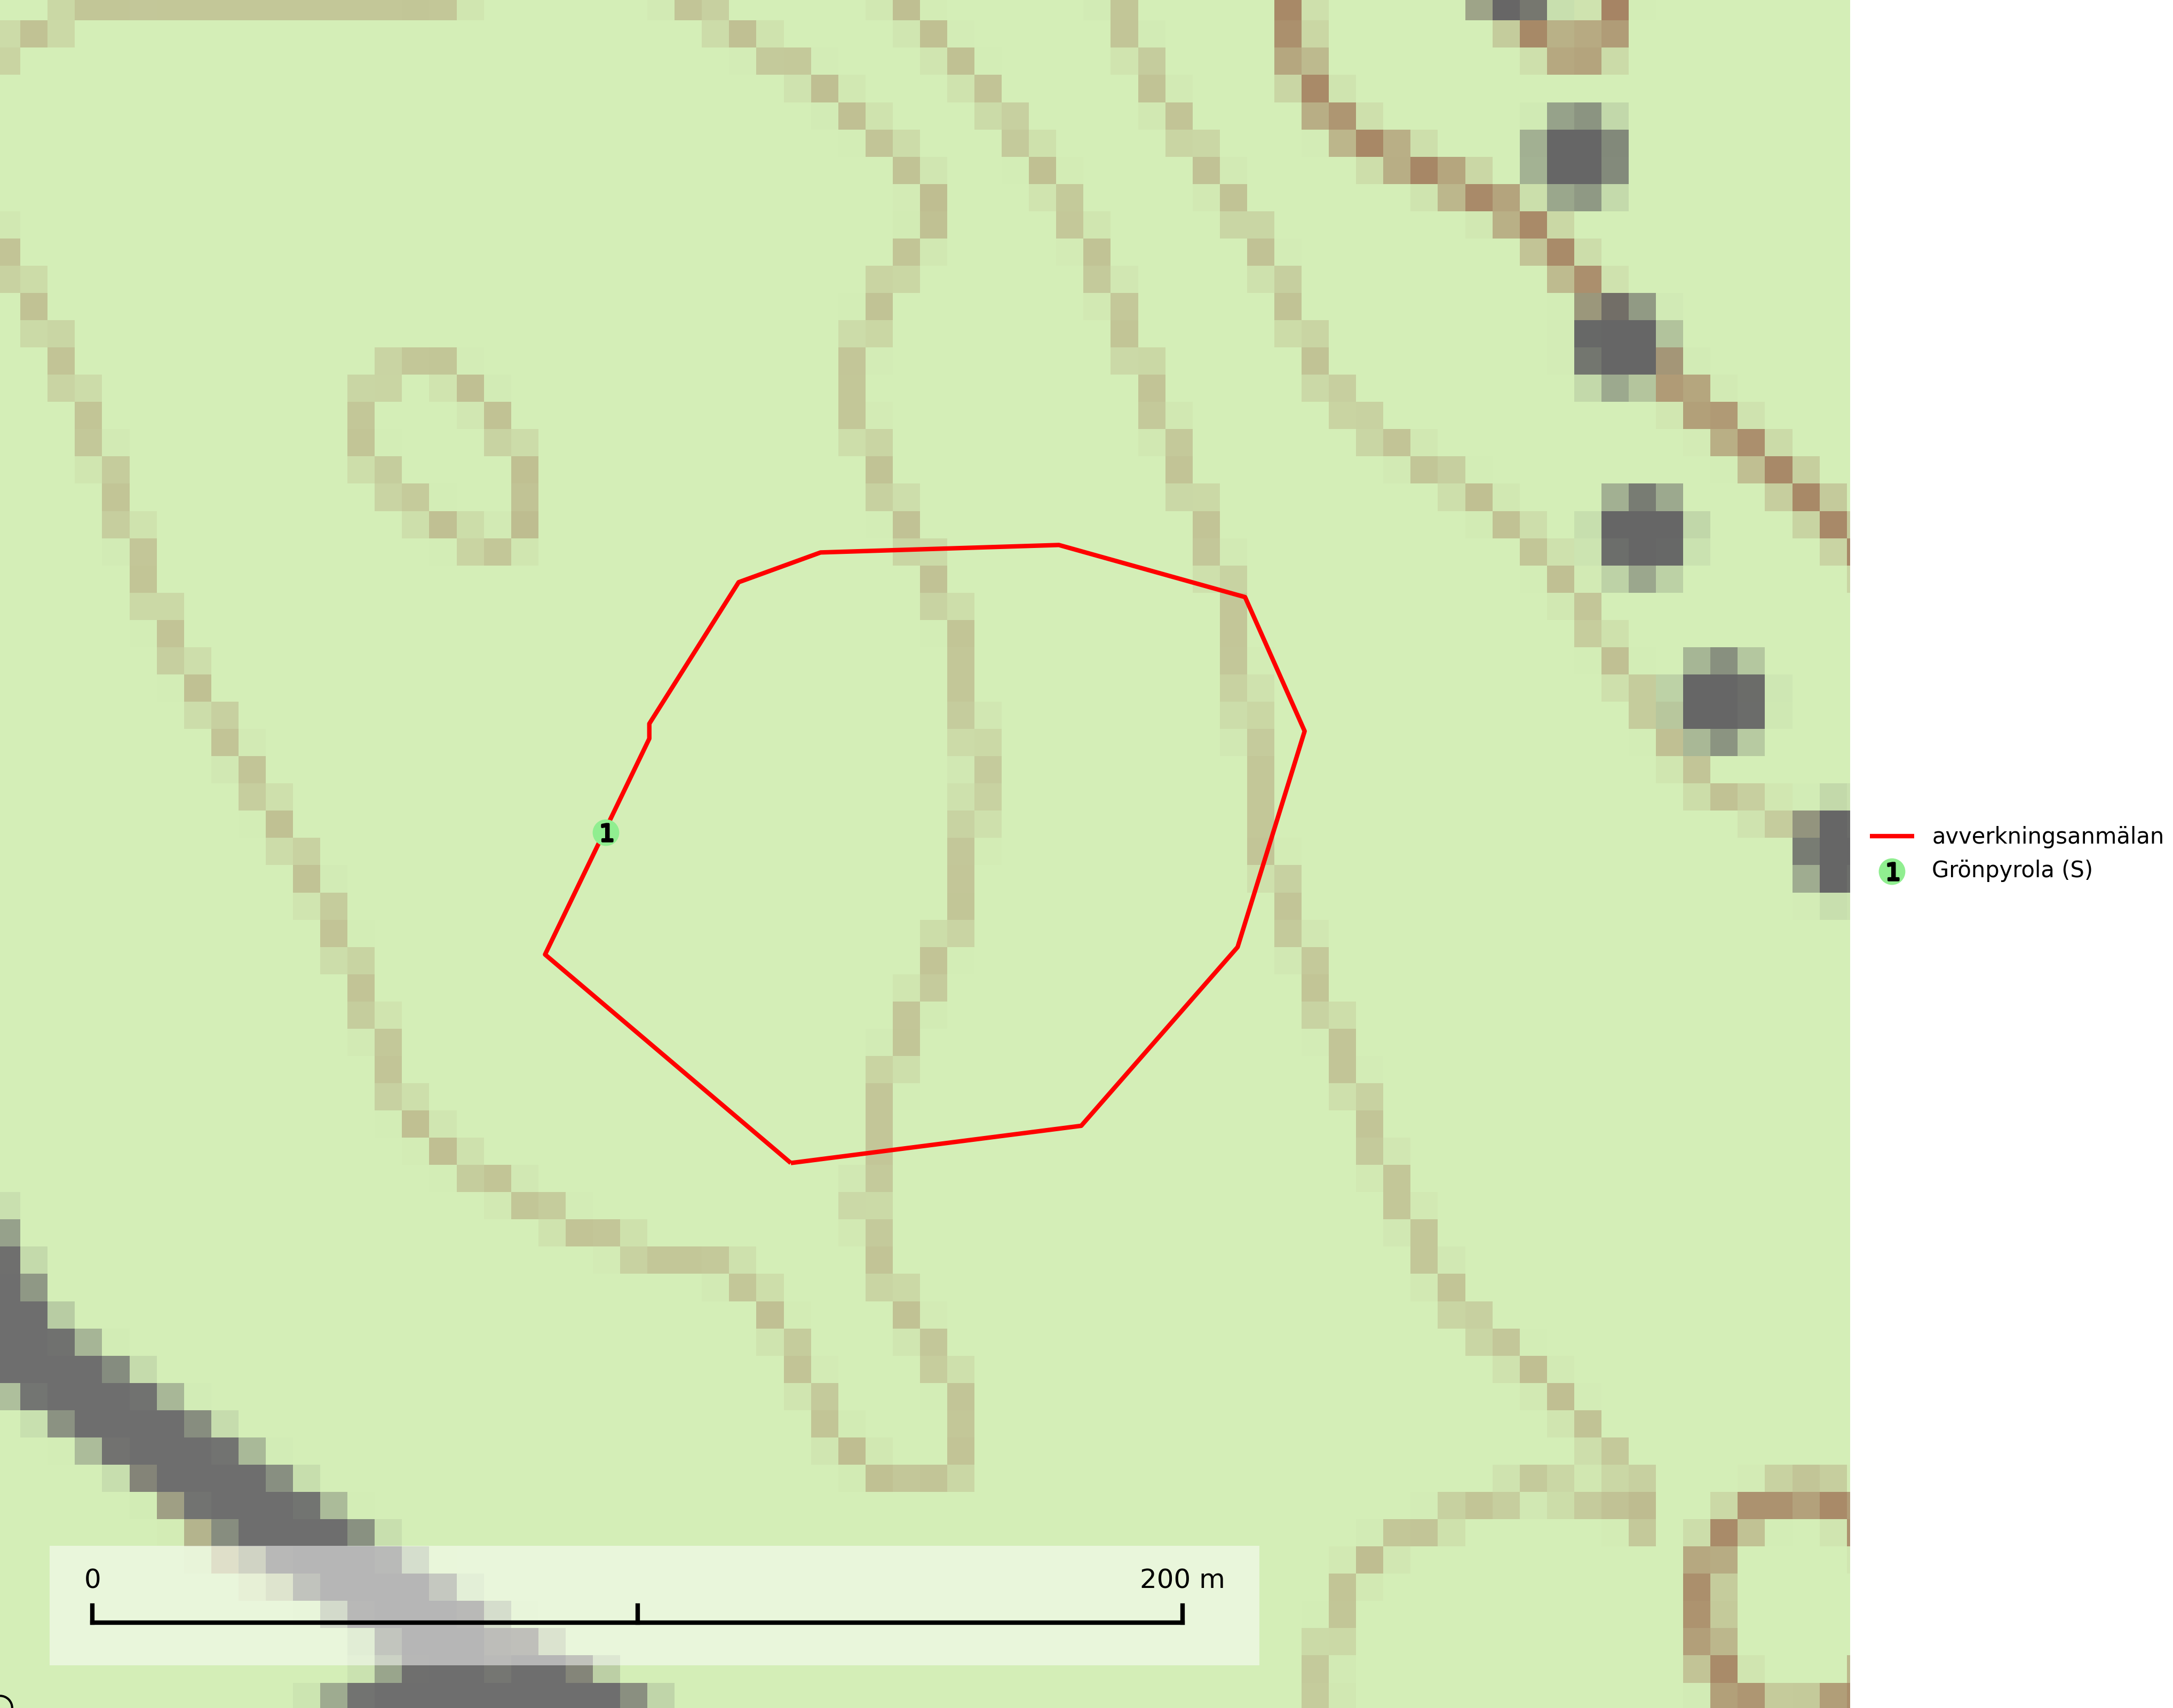 1
avverkningsanmälan
1 Grönpyrola (S)
0 200 m